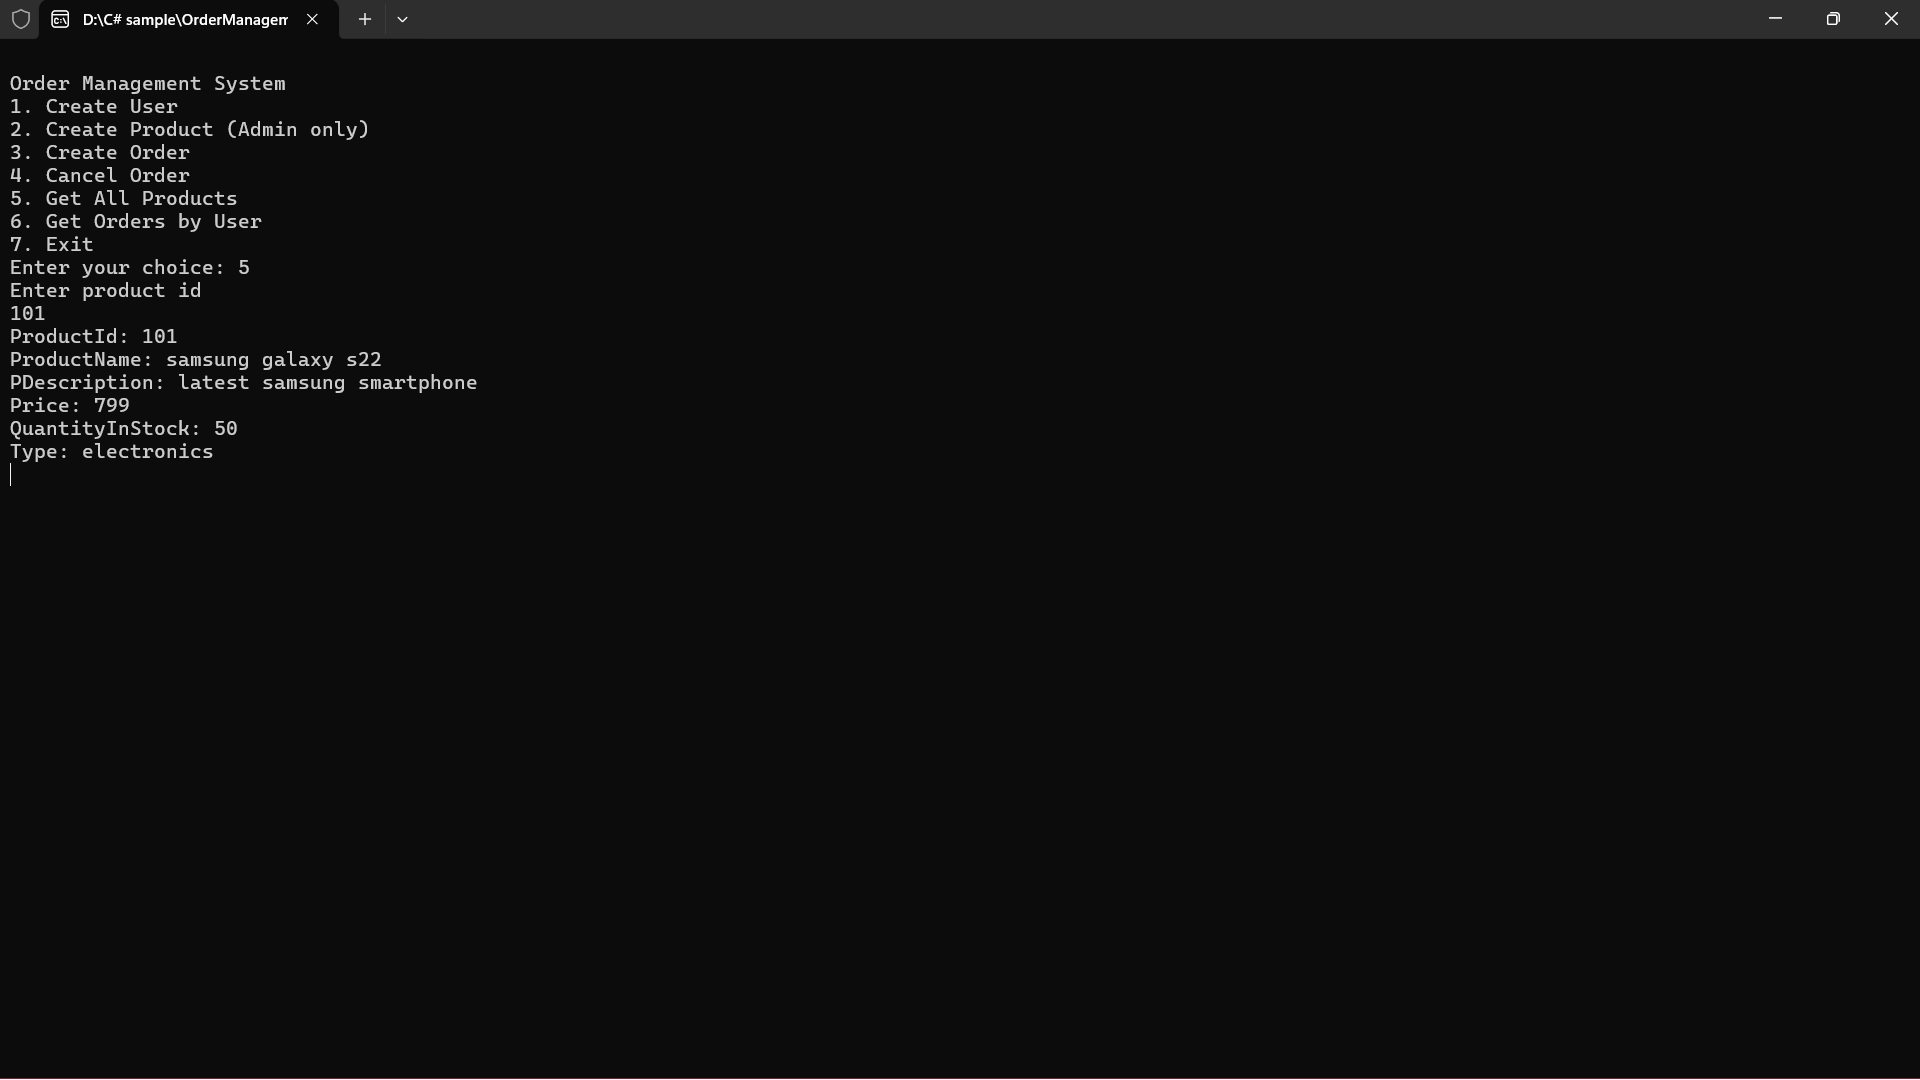 D:\C# sample\OrderManagem
Order Management System
1. Create User
2. Create Product (Admin only)
3. Create Order
4. Cancel Order
5. Get All Products
6. Get Orders by User
7. Exit
Enter your choice: 5
Enter product id
101
ProductId: 101
ProductName: samsung galaxy s22
PDescription: latest samsung smartphone
Price: 799
QuantityInStock: 50
Type: electronics